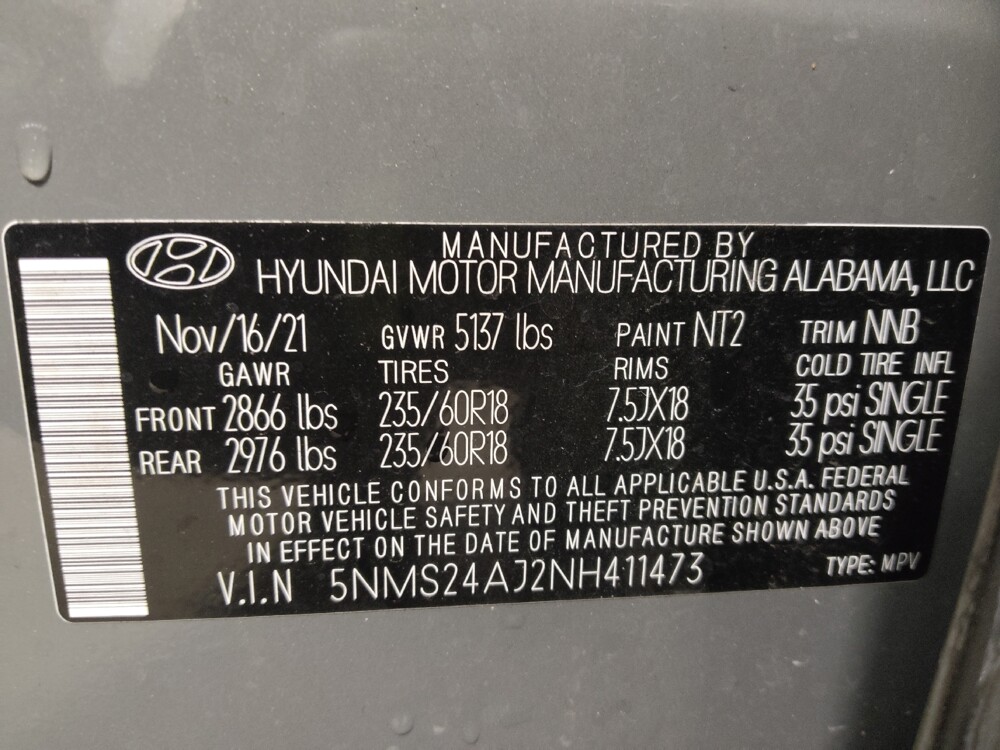 MANUFACTURED BY
HYUNDAI MOTOR MANUFACTURING ALABAMA, LLC
Nov/16/21 GVWR 5137 lbs PAINT NT2 TRIM NNB
GAWR TIRES RIMS COLD TIRE INFL
FRONT 2866 lbs 235/60R18 7.5JX18 35 psi SINGLE
REAR 2976 lbs 235/60R18 7.5JX18 35 psi SINGLE
THIS VEHICLE CONFORMS TO ALL APPLICABLE U.S.A. FEDERAL
MOTOR VEHICLE SAFETY AND THEFT PREVENTION STANDARDS
IN EFFECT ON THE DATE OF MANUFACTURE SHOWN ABOVE
V.I.N 5NMS24AJ2NH411473 TYPE: MPV